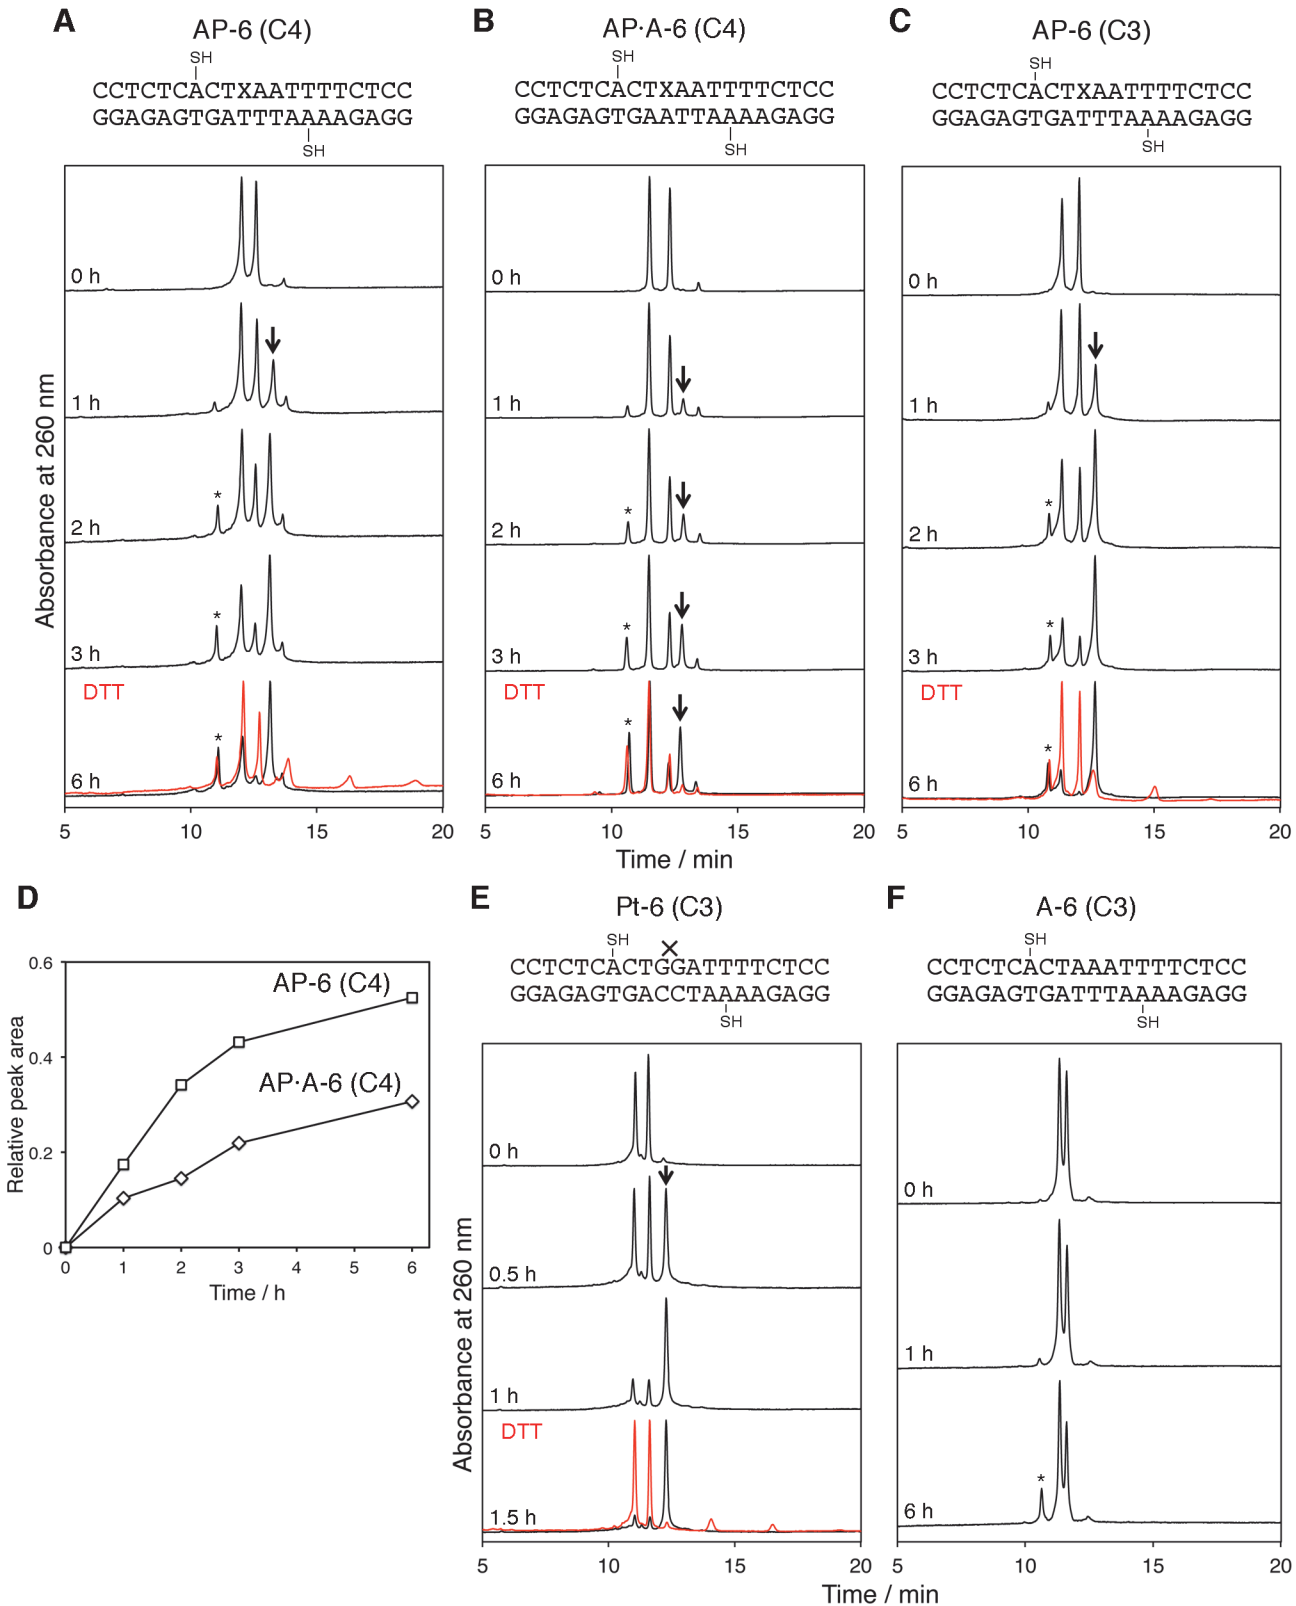 A
AP-6 (C4)
SH
CCTCTCACTXAATTTTCTCC
GGAGAGTGATTTAAAAGAGG
SH
0 h
1 h
2 h
*
3 h
*
DTT
6 h
*
5 10 15 20
Absorbance at 260 nm
B
AP·A-6 (C4)
SH
CCTCTCACTXAATTTTCTCC
GGAGAGTGAATTAAAAGAGG
SH
0 h
1 h
2 h
*
3 h
*
DTT
6 h
*
5 10 15 20
Time / min
C
AP-6 (C3)
SH
CCTCTCACTXAATTTTCTCC
GGAGAGTGATTTAAAAGAGG
SH
0 h
1 h
2 h
*
3 h
*
DTT
6 h
*
5 10 15 20
D
0.6
0.4
0.2
0
AP-6 (C4)
AP·A-6 (C4)
0 1 2 3 4 5 6
Time / h
Relative peak area
E
Pt-6 (C3)
SH
CCTCTCACTGGATTTTCTCC
GGAGAGTGACCTAAAAGAGG
SH
0 h
0.5 h
1 h
DTT
1.5 h
5 10 15 20
Absorbance at 260 nm
F
A-6 (C3)
SH
CCTCTCACTAAATTTTCTCC
GGAGAGTGATTTAAAAGAGG
SH
0 h
1 h
6 h
*
5 10 15 20
Time / min